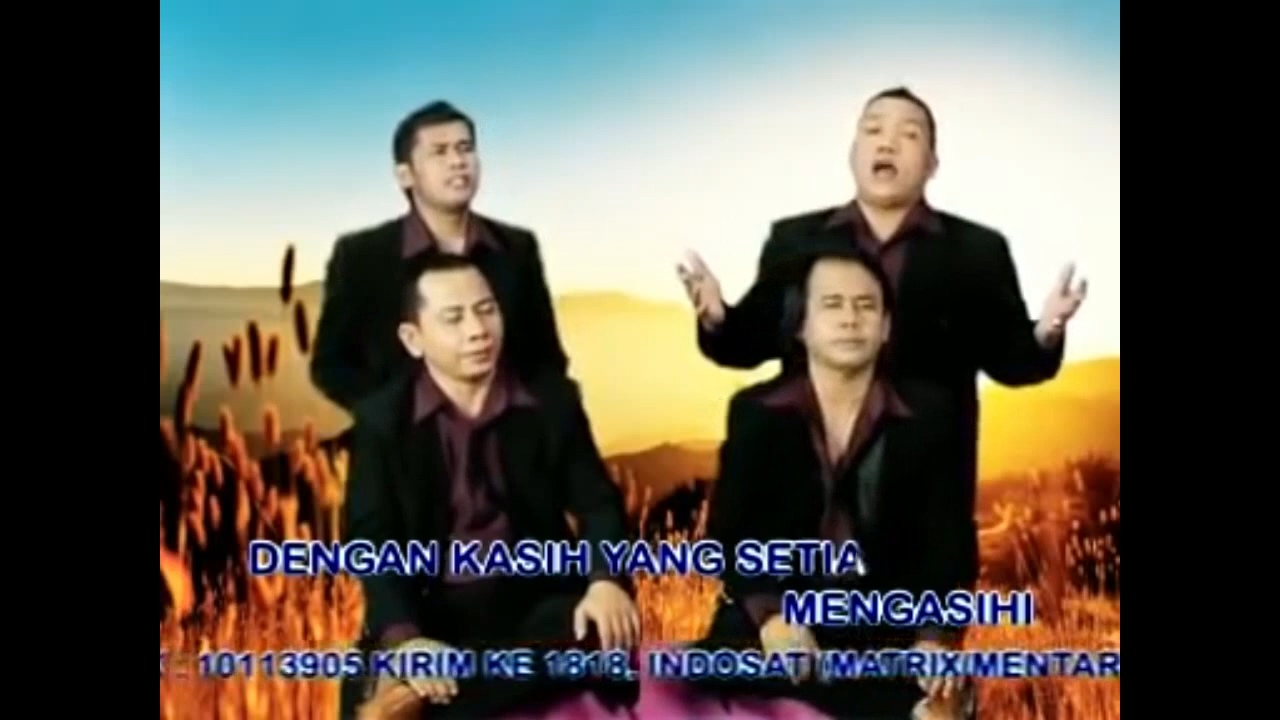 DENGAN KASIH YANG SETIA
MENGASIHI
: 10113905 KIRIM KE 1818, INDOSAT (MATRIX/MENTAR